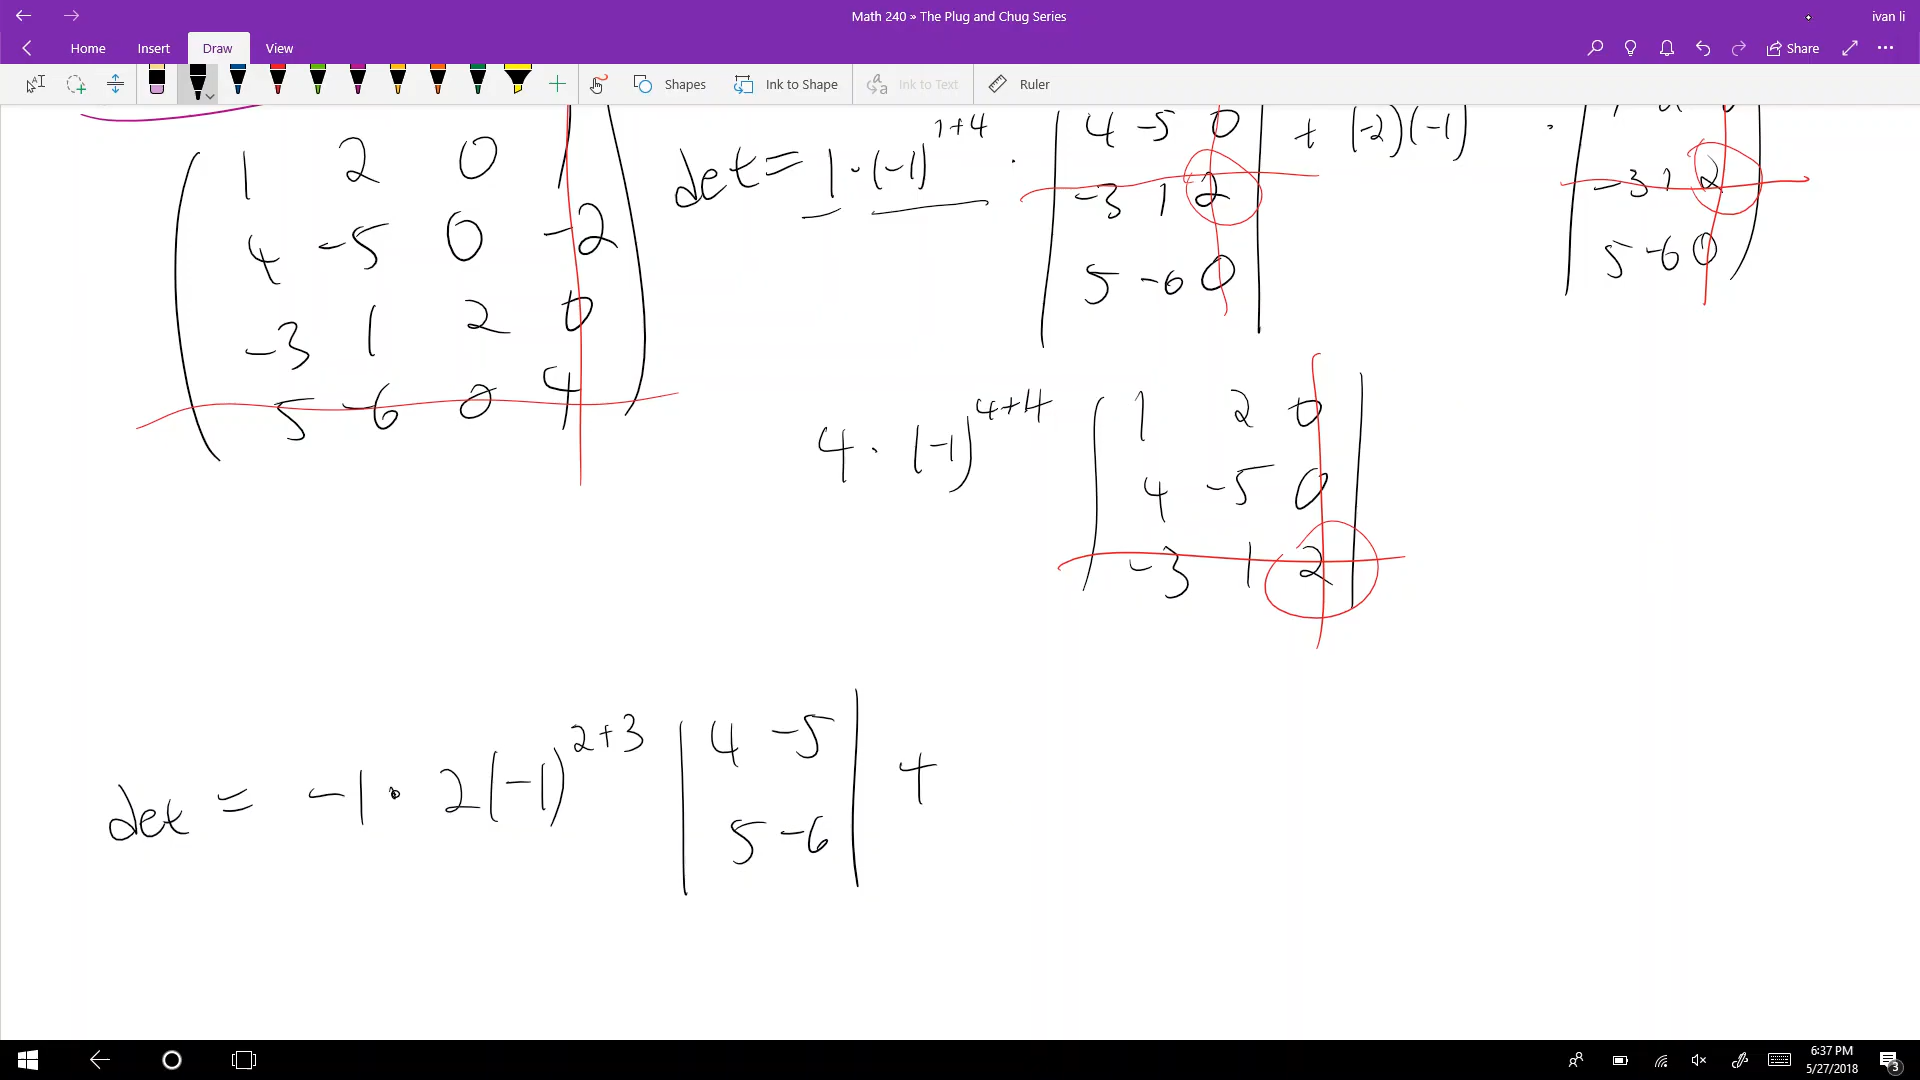 Math 240 » The Plug and Chug Series
ivan li
Home Insert Draw View
Share
Shapes Ink to Shape Ink to Text Ruler
1 2 0 1
4 -5 0 -2
-3 1 2 0
5 -6 0 4
det = 1 · (-1)^{1+4} ·
4 -5 0
-3 1 2
5 -6 0
+ (-2)(-1) ·
-3 1 2
5 -6 0
4 · (-1)^{4+4}
1 2 0
4 -5 0
-3 1 2
det = -1 · 2(-1)^{2+3}
4 -5
5 -6
+
6:37 PM
5/27/2018
3